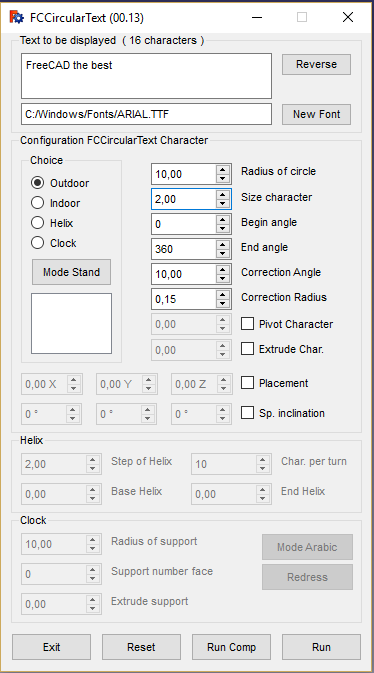 FCCircularText (00.13)
Text to be displayed ( 16 characters )
FreeCAD the best
Reverse
C:/Windows/Fonts/ARIAL.TTF
New Font
Configuration FCCircularText Character
Choice
Outdoor
Indoor
Helix
Clock
Mode Stand
10,00 Radius of circle
2,00 Size character
0 Begin angle
360 End angle
10,00 Correction Angle
0,15 Correction Radius
0,00 Pivot Character
0,00 Extrude Char.
0,00 X 0,00 Y 0,00 Z Placement
0 ° 0 ° 0 ° Sp. inclination
Helix
2,00 Step of Helix 10 Char. per turn
0,00 Base Helix 0,00 End Helix
Clock
10,00 Radius of support Mode Arabic
0 Support number face Redress
0,00 Extrude support
Exit Reset Run Comp Run